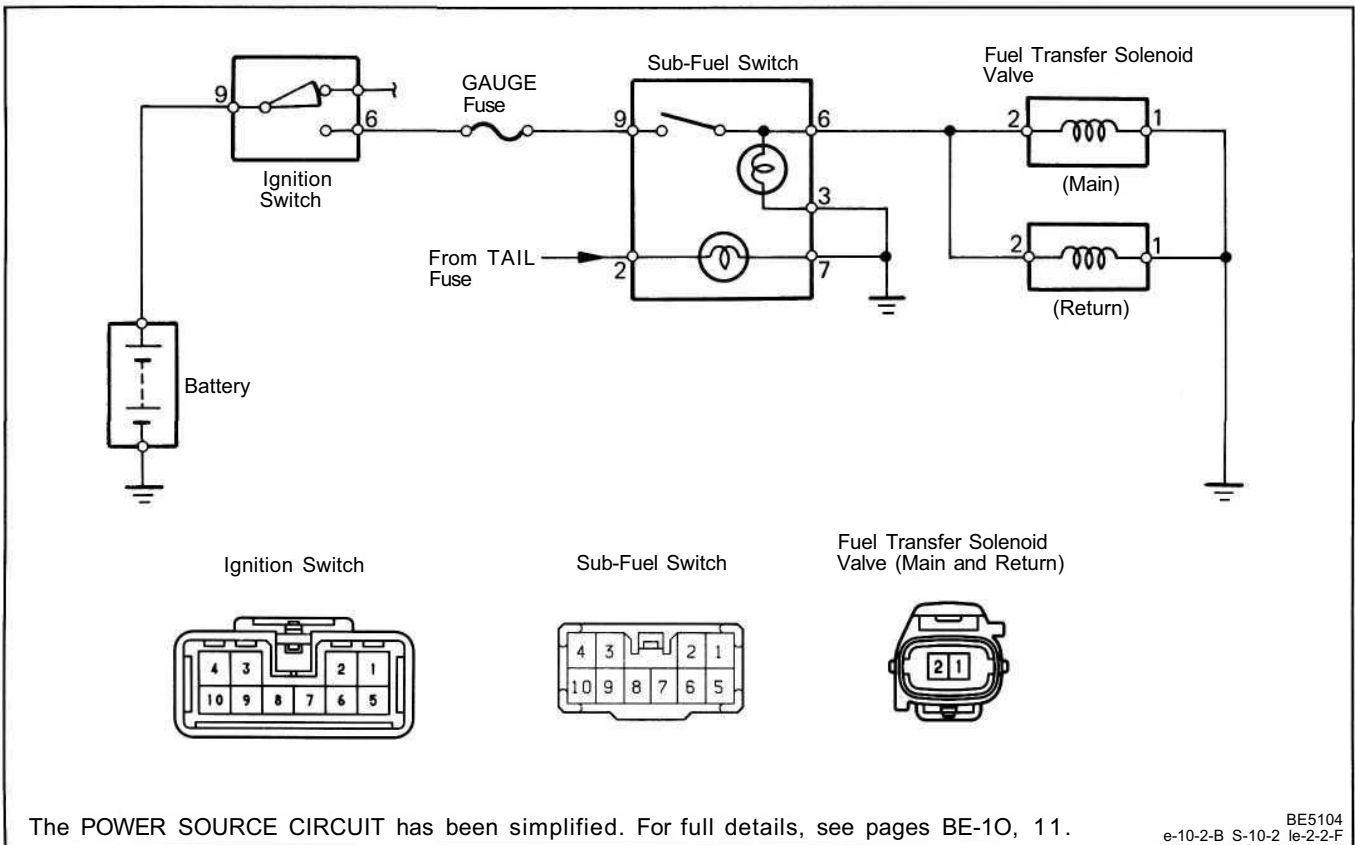 Sub-Fuel Switch
Fuel Transfer Solenoid
Valve
GAUGE
Fuse
9
6
9
6
2
1
Ignition
Switch
(Main)
3
From TAIL
Fuse
2
7
2
1
(Return)
Battery
Ignition Switch
Sub-Fuel Switch
Fuel Transfer Solenoid
Valve (Main and Return)
4 3 2 1
10 9 8 7 6 5
4 3 2 1
10 9 8 7 6 5
2 1
The POWER SOURCE CIRCUIT has been simplified. For full details, see pages BE-1O, 11.
BE5104
e-10-2-B S-10-2 le-2-2-F